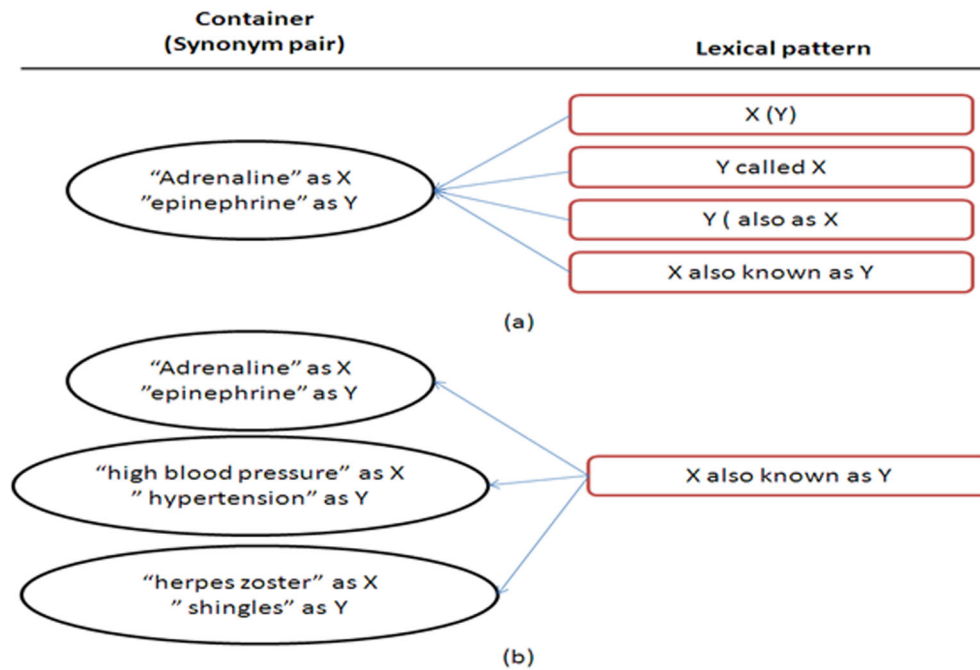 Container
(Synonym pair)
Lexical pattern
X (Y)
Y called X
Y ( also as X
X also known as Y
“Adrenaline” as X
”epinephrine” as Y
(a)
“Adrenaline” as X
”epinephrine” as Y
“high blood pressure” as X
” hypertension” as Y
X also known as Y
“herpes zoster” as X
” shingles” as Y
(b)